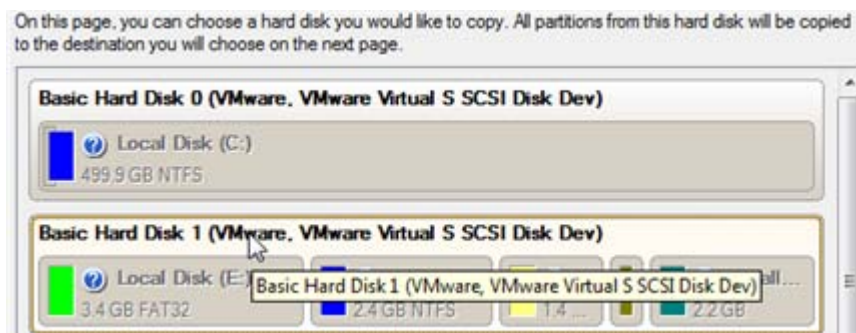 On this page, you can choose a hard disk you would like to copy. All partitions from this hard disk will be copied
to the destination you will choose on the next page.
Basic Hard Disk 0 (VMware, VMware Virtual S SCSI Disk Dev)
Local Disk (C:)
499,9 GB NTFS
Basic Hard Disk 1 (VMware, VMware Virtual S SCSI Disk Dev)
Local Disk (E:)
Basic Hard Disk 1 (VMware, VMware Virtual S SCSI Disk Dev)
all...
3.4 GB FAT32
2.4 GB NTFS
1.4 ...
2.2 GB